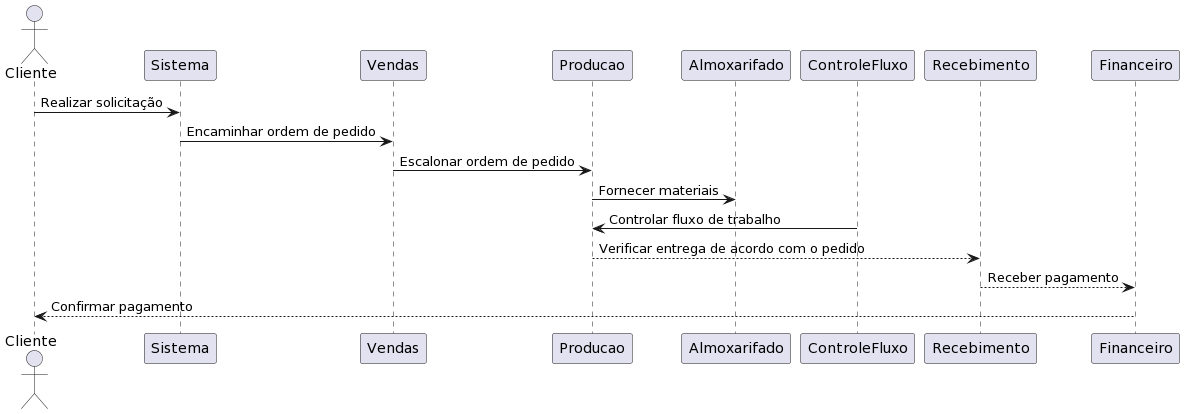 Cliente
Sistema
Vendas
Producao
Almoxarifado
ControleFluxo
Recebimento
Financeiro
Realizar solicitação
Encaminhar ordem de pedido
Escalonar ordem de pedido
Fornecer materiais
Controlar fluxo de trabalho
Verificar entrega de acordo com o pedido
Receber pagamento
Confirmar pagamento
Cliente
Sistema
Vendas
Producao
Almoxarifado
ControleFluxo
Recebimento
Financeiro